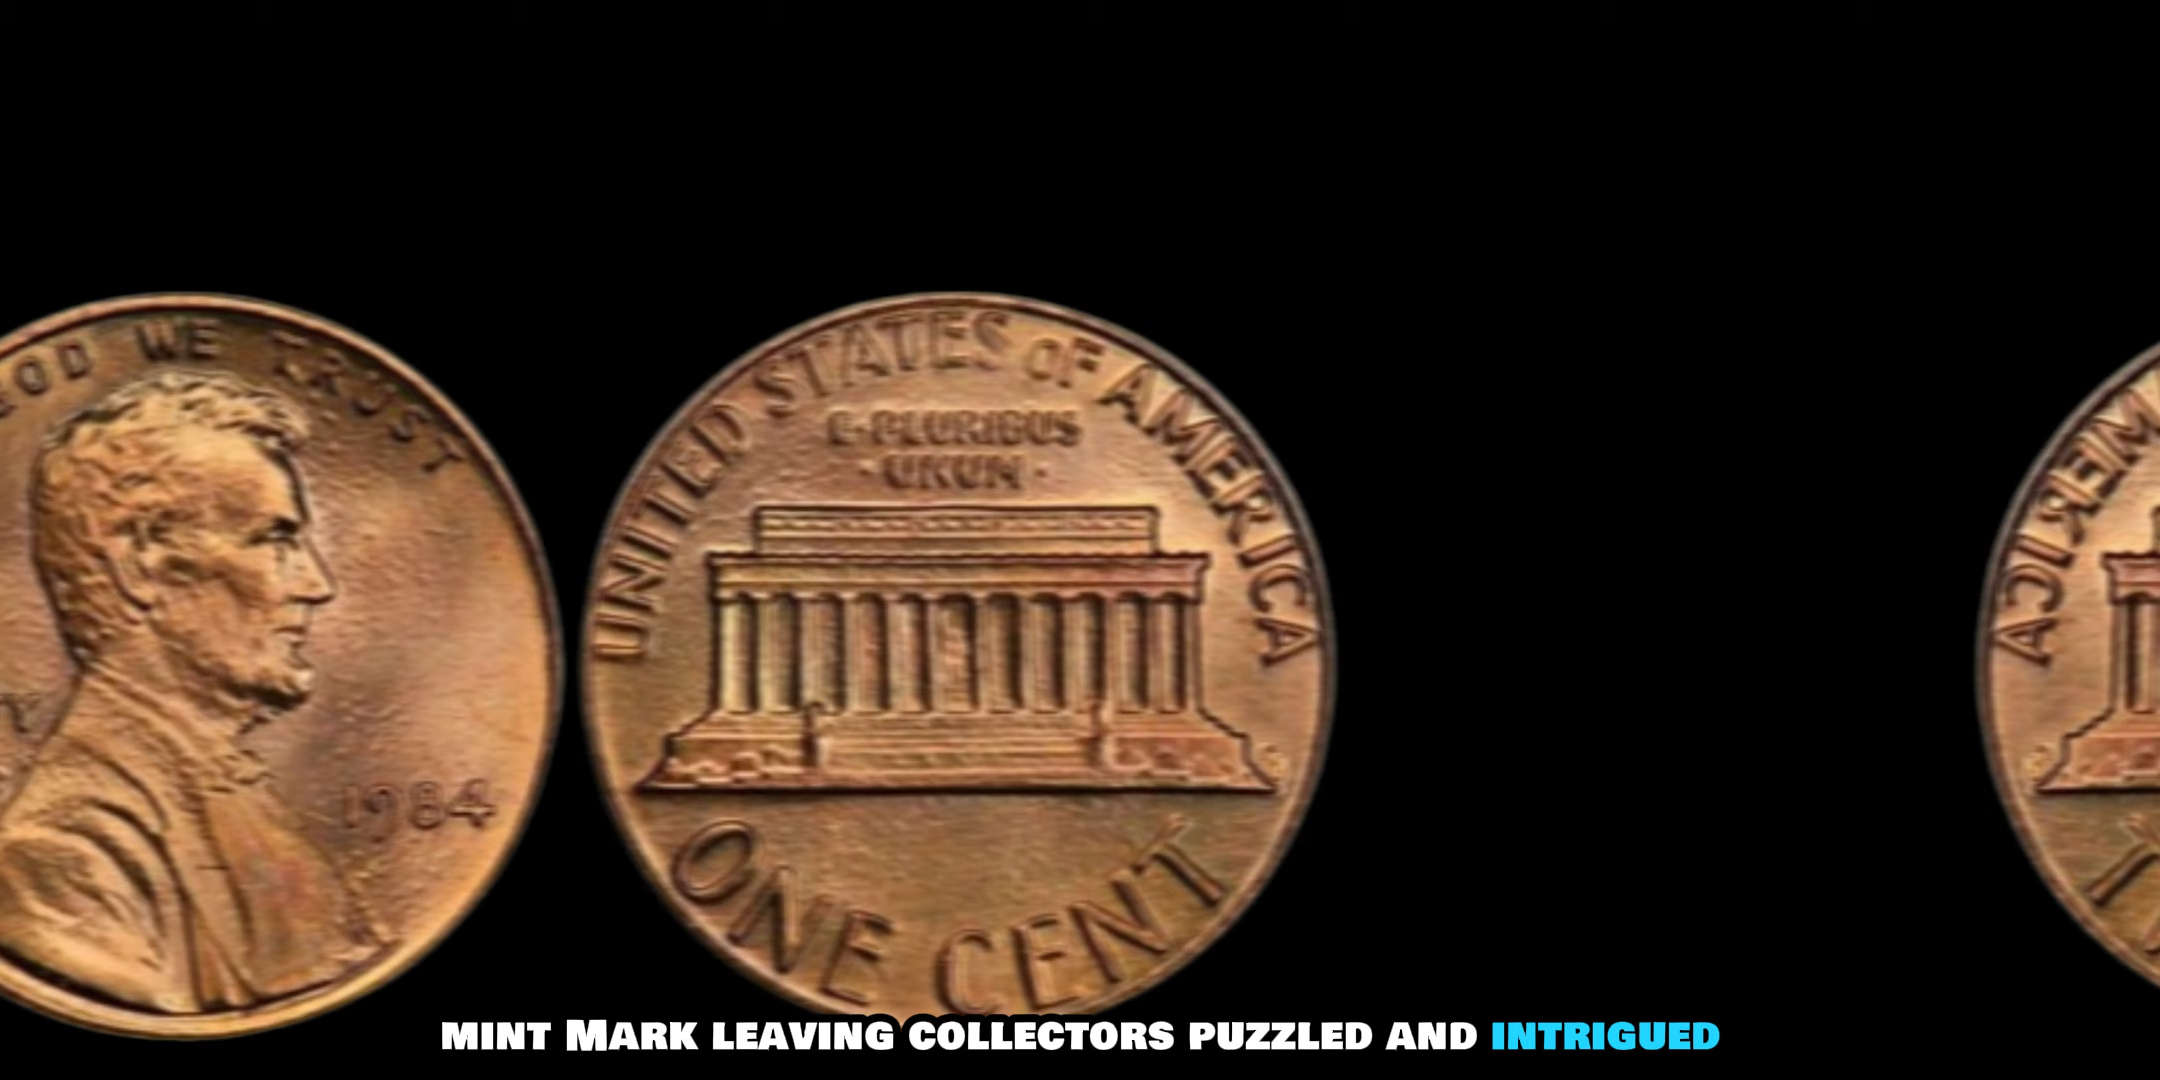 GOD WE TRUST
1984
UNITED STATES OF AMERICA
E·PLURIBUS
·UNUM·
ONE CENT
MINT MARK LEAVING COLLECTORS PUZZLED AND INTRIGUED